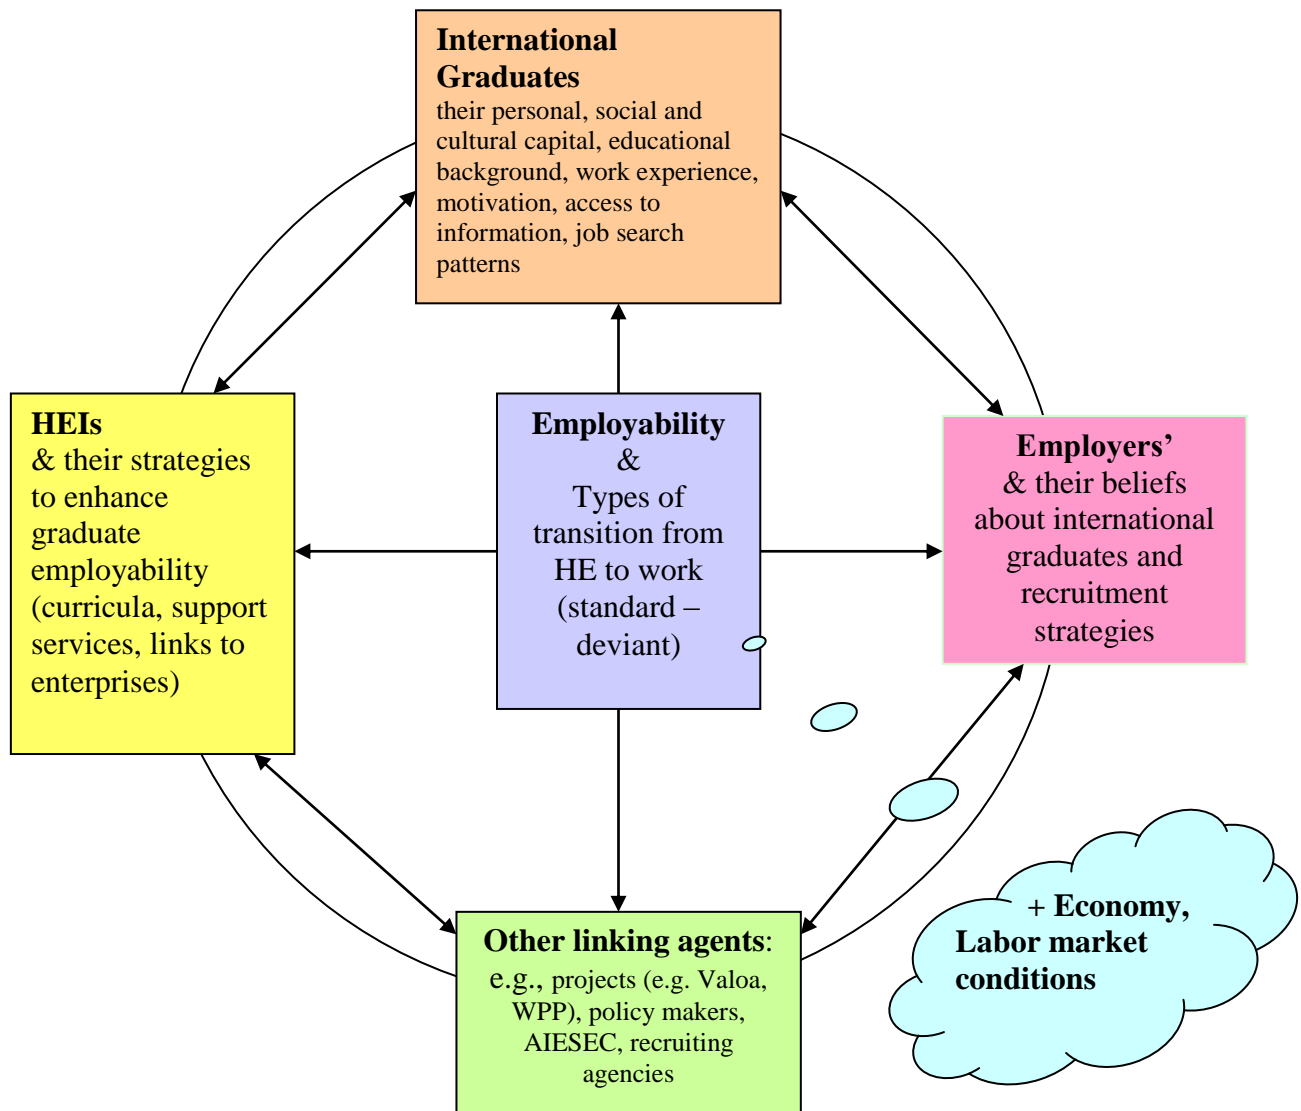 International
Graduates
their personal, social and
cultural capital, educational
background, work experience,
motivation, access to
information, job search
patterns
HEIs
& their strategies
to enhance
graduate
employability
(curricula, support
services, links to
enterprises)
Employability
&
Types of
transition from
HE to work
(standard –
deviant)
Employers’
& their beliefs
about international
graduates and
recruitment
strategies
Other linking agents:
e.g., projects (e.g. Valoa,
WPP), policy makers,
AIESEC, recruiting
agencies
+ Economy,
Labor market
conditions